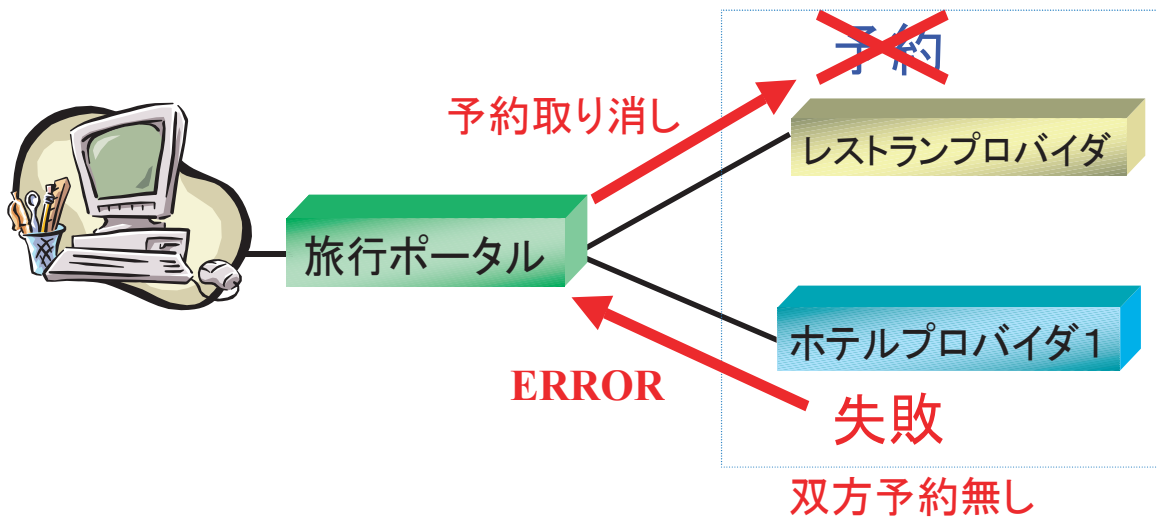 予約
予約取り消し
レストランプロバイダ
旅行ポータル
ホテルプロバイダ１
ERROR
失敗
双方予約無し